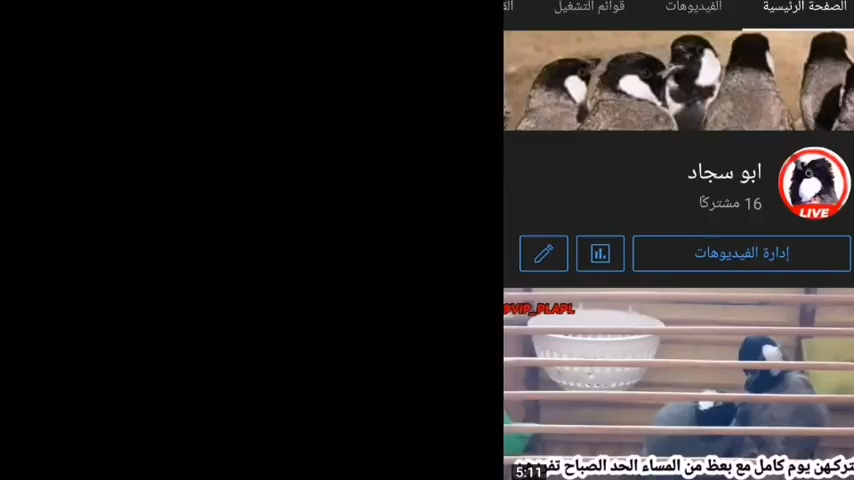 الصفحة الرئيسية الفيديوهات قوائم التشغيل
ابو سجاد
16 مشتركًا
LIVE
إدارة الفيديوهات
@VIP_PLAPL
يوم كامل مع بعظ من المساء الحد الصباح
5:11